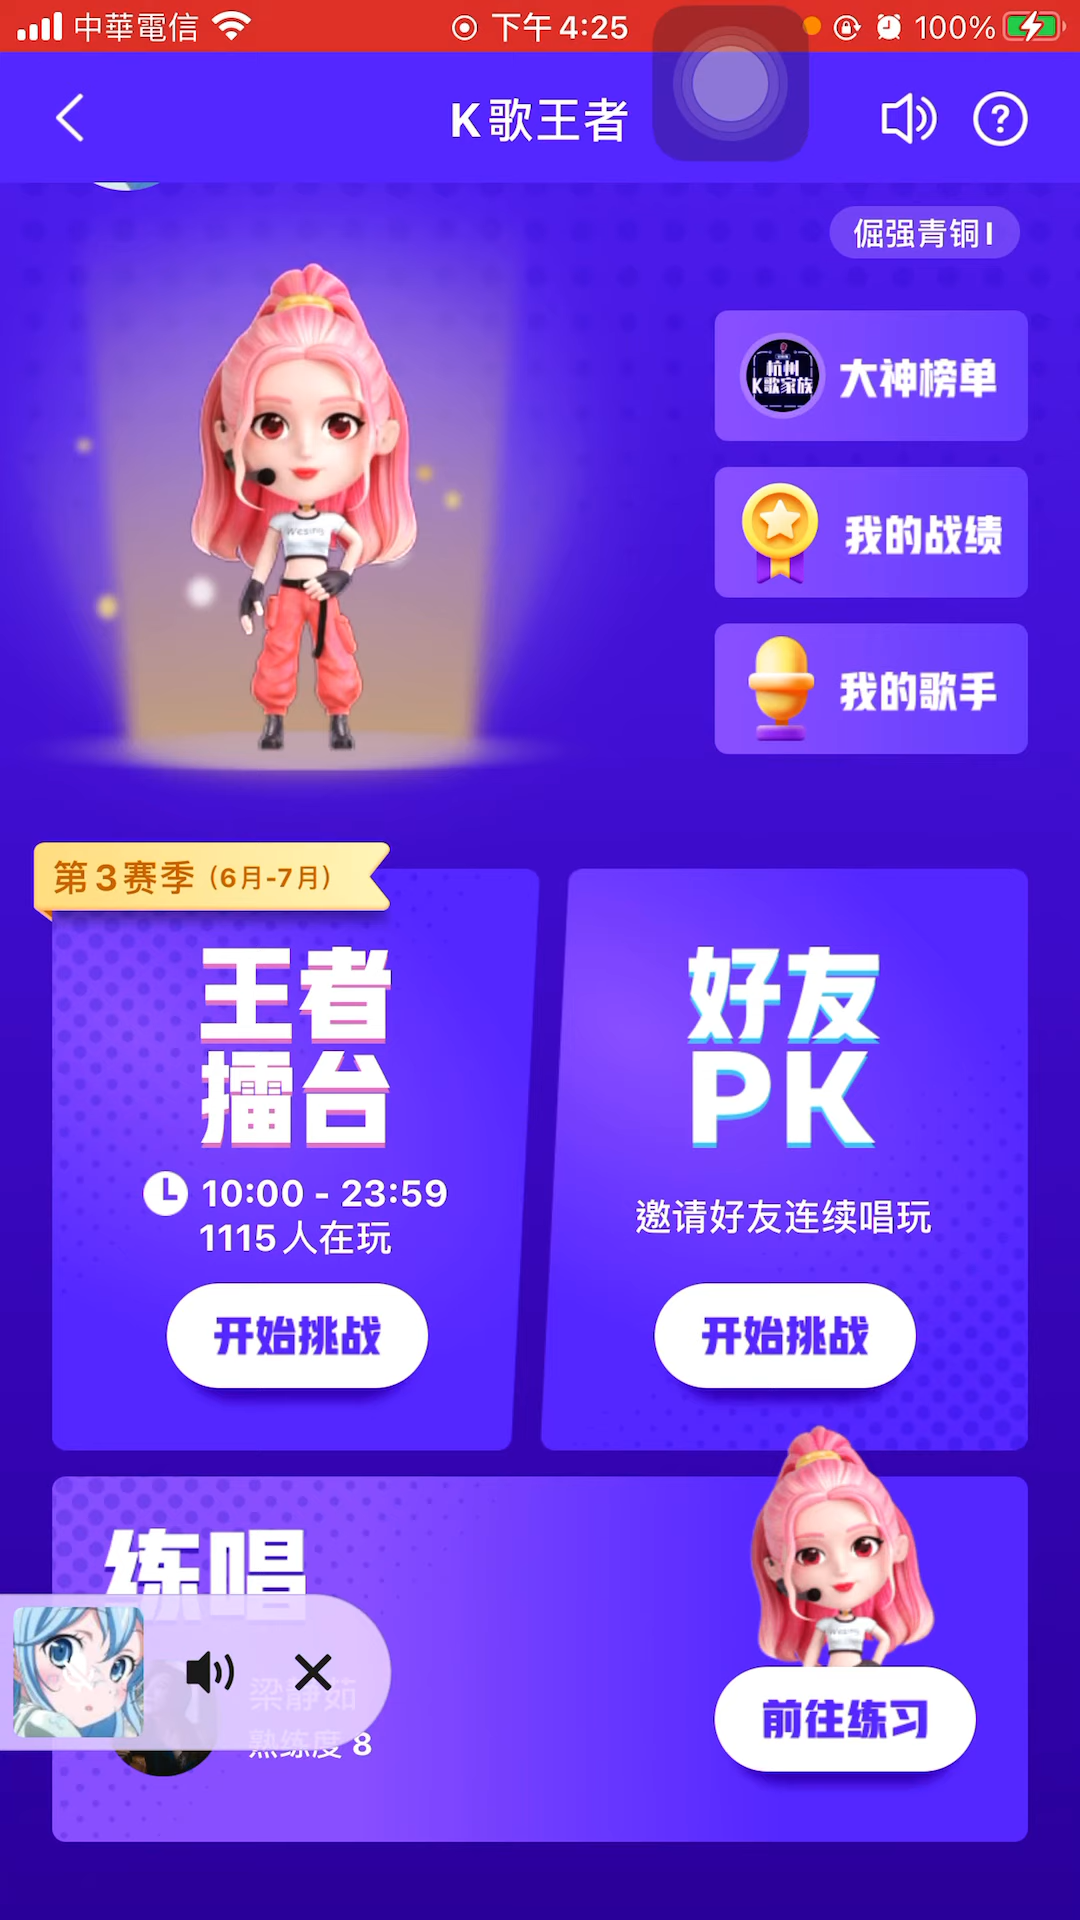 中華電信
下午4:25
100%
K歌王者
倔强青铜I
杭州
K歌家族
大神榜单
我的战绩
Wesing
我的歌手
第3赛季（6月-7月）
王者
擂台
10:00 - 23:59
1115人在玩
开始挑战
好友
PK
邀请好友连续唱玩
开始挑战
练唱
梁静茹
熟练度 8
Wesing
前往练习